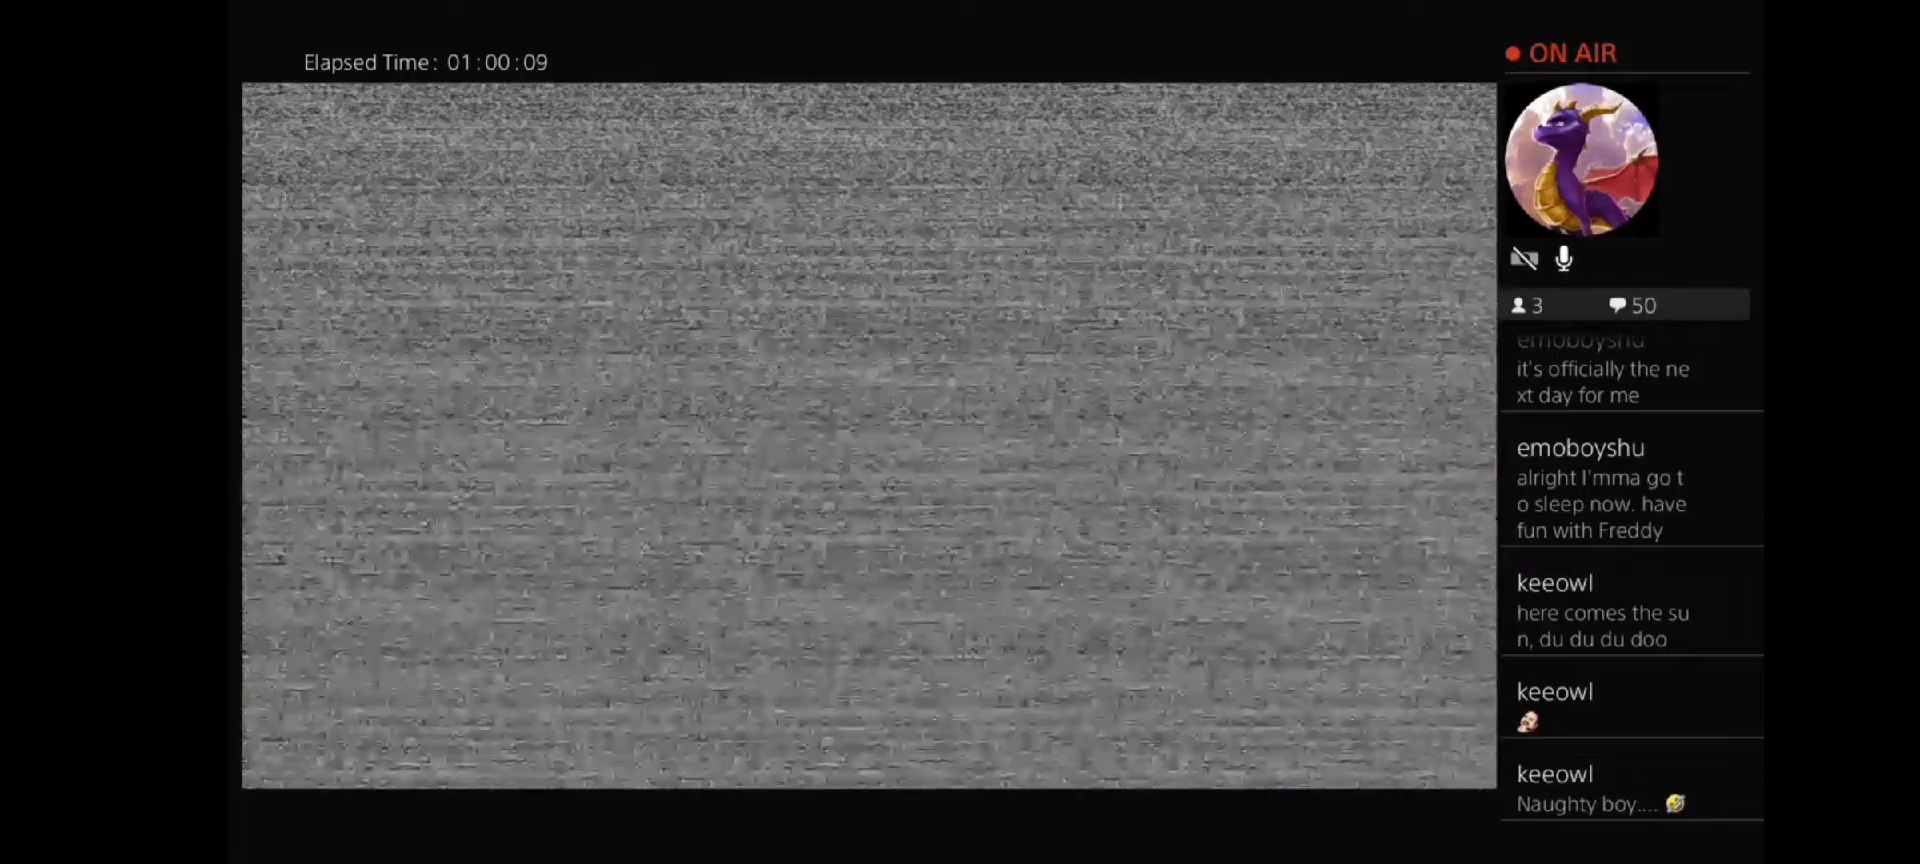 Elapsed Time: 01:00:09
ON AIR
3 50
emoboyshu
it's officially the ne
xt day for me
emoboyshu
alright I'mma go t
o sleep now. have
fun with Freddy
keeowl
here comes the su
n, du du du doo
keeowl
keeowl
Naughty boy.... 🤣